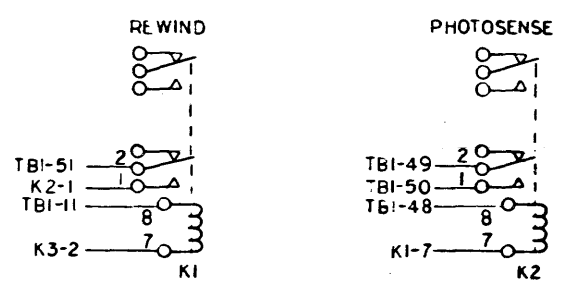 REWIND
PHOTOSENSE
TB1-51 2
K2-1 1
TB1-11
8
K3-2 7
K1
TB1-49 2
TB1-50 1
TB1-48
8
K1-7 7
K2